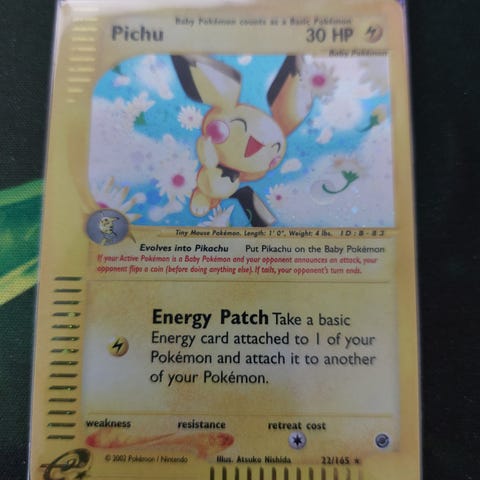 Baby Pokémon counts as a Basic Pokémon
Pichu 30 HP
Baby Pokémon
Tiny Mouse Pokémon. Length: 1' 0", Weight: 4 lbs. ID:B-83
Evolves into Pikachu Put Pikachu on the Baby Pokémon
If your Active Pokémon is a Baby Pokémon and your opponent announces an attack, your
opponent flips a coin (before doing anything else). If tails, your opponent's turn ends.
Energy Patch Take a basic
Energy card attached to 1 of your
Pokémon and attach it to another
of your Pokémon.
weakness resistance retreat cost
© 2002 Pokémon / Nintendo Illus. Atsuko Nishida 22/165